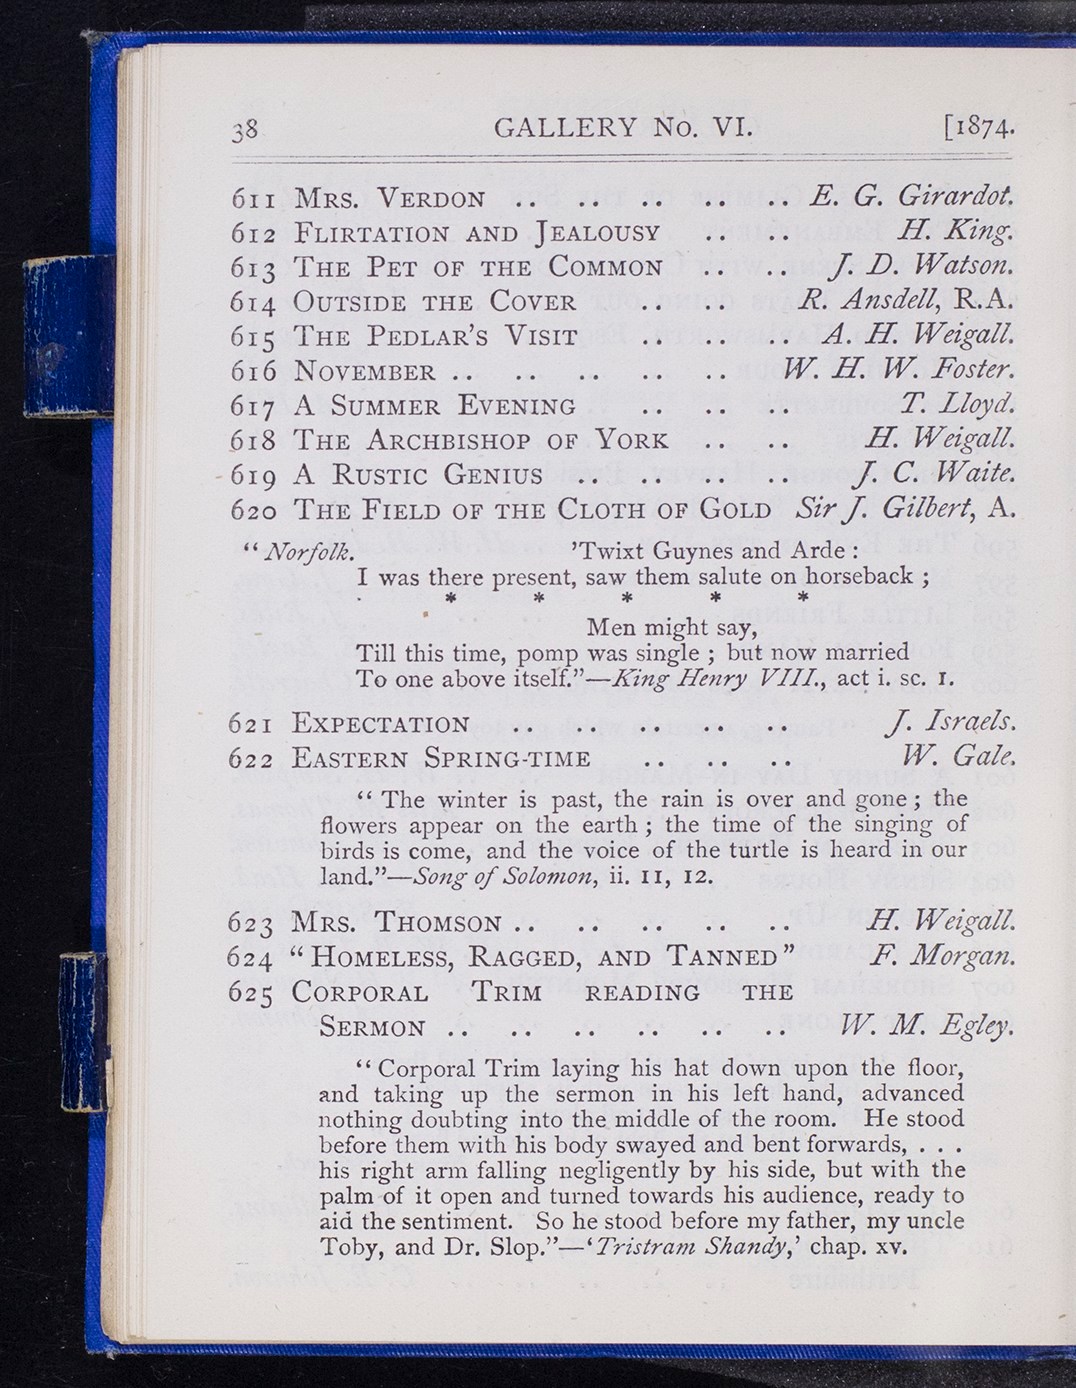 38 GALLERY No. VI. [1874.
611 MRS. VERDON .. .. .. .. .. E. G. Girardot.
612 FLIRTATION AND JEALOUSY .. .. H. King.
613 THE PET OF THE COMMON .. .. J. D. Watson.
614 OUTSIDE THE COVER .. .. R. Ansdell, R.A.
615 THE PEDLAR'S VISIT .. .. .. A. H. Weigall.
616 NOVEMBER .. .. .. .. .. W. H. W. Foster.
617 A SUMMER EVENING .. .. .. T. Lloyd.
618 THE ARCHBISHOP OF YORK .. .. H. Weigall.
619 A RUSTIC GENIUS .. .. .. .. J. C. Waite.
620 THE FIELD OF THE CLOTH OF GOLD Sir J. Gilbert, A.
"Norfolk. 'Twixt Guynes and Arde :
I was there present, saw them salute on horseback ;
* * * * *
Men might say,
Till this time, pomp was single ; but now married
To one above itself."—King Henry VIII., act i. sc. 1.
621 EXPECTATION .. .. .. .. .. J. Israels.
622 EASTERN SPRING-TIME .. .. .. W. Gale.
" The winter is past, the rain is over and gone ; the
flowers appear on the earth ; the time of the singing of
birds is come, and the voice of the turtle is heard in our
land."—Song of Solomon, ii. 11, 12.
623 MRS. THOMSON .. .. .. .. .. H. Weigall.
624 "HOMELESS, RAGGED, AND TANNED" F. Morgan.
625 CORPORAL TRIM READING THE
SERMON .. .. .. .. .. .. W. M. Egley.
"Corporal Trim laying his hat down upon the floor,
and taking up the sermon in his left hand, advanced
nothing doubting into the middle of the room. He stood
before them with his body swayed and bent forwards, . . .
his right arm falling negligently by his side, but with the
palm of it open and turned towards his audience, ready to
aid the sentiment. So he stood before my father, my uncle
Toby, and Dr. Slop."—'Tristram Shandy,' chap. xv.